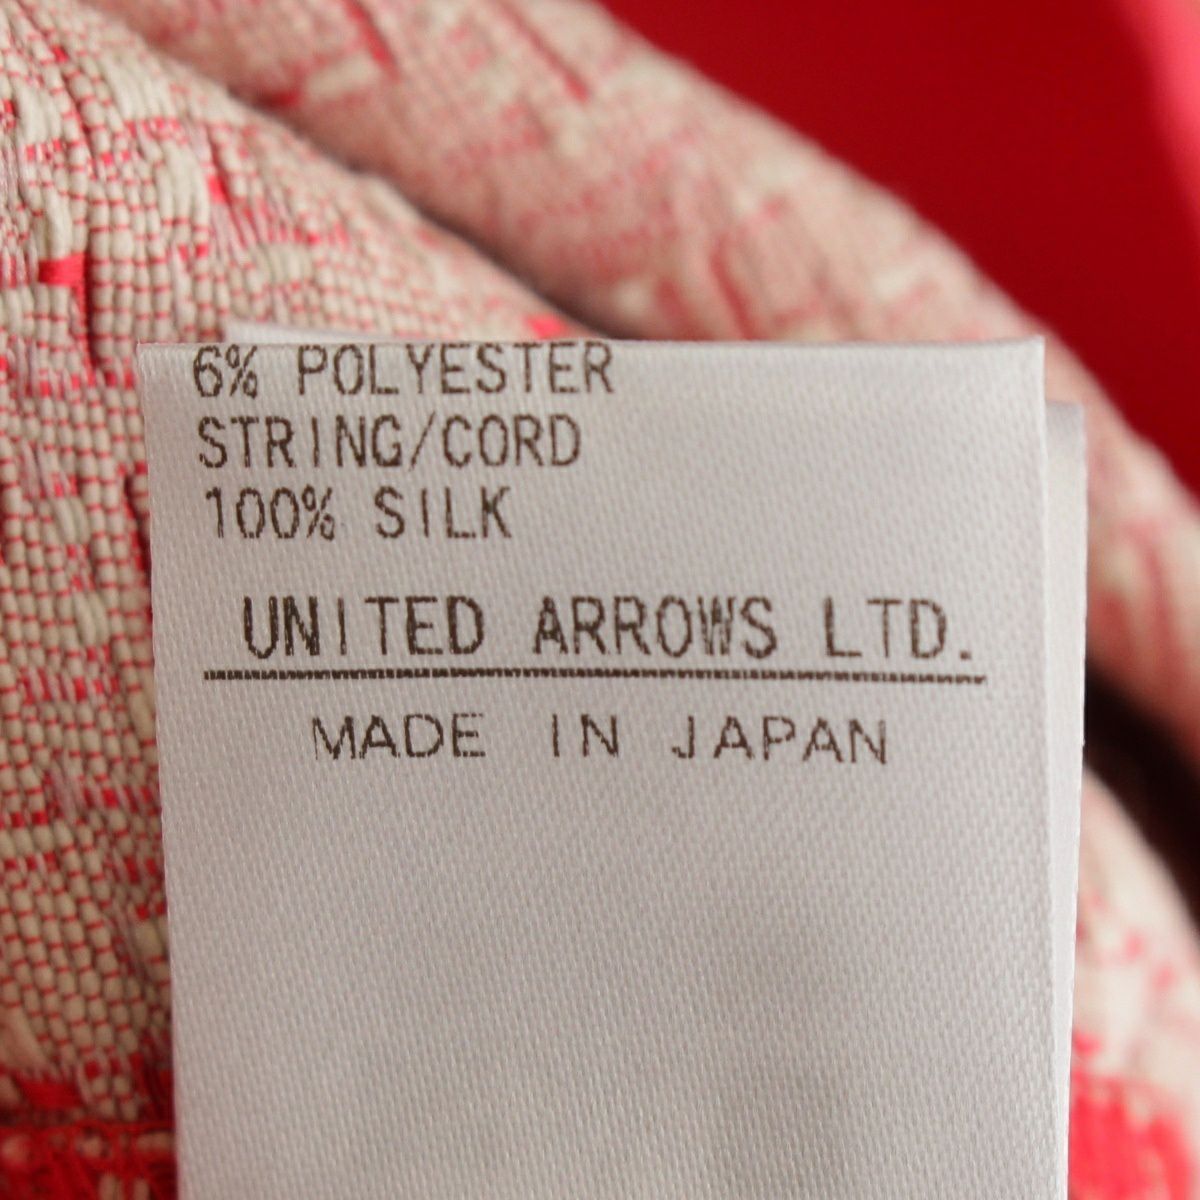 6% POLYESTER
STRING/CORD
100% SILK
UNITED ARROWS LTD.
MADE IN JAPAN